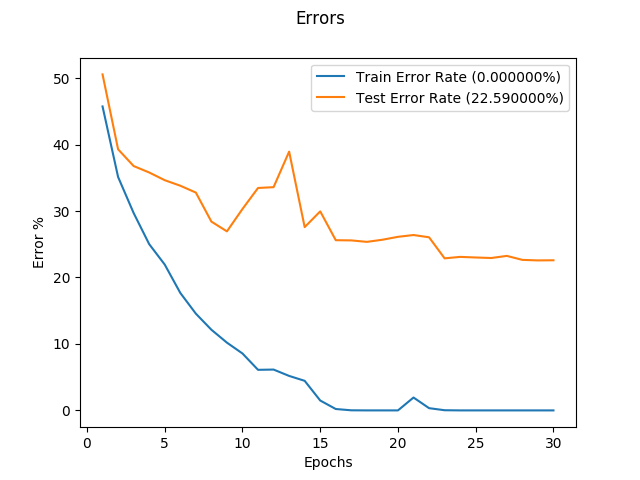 Errors
Train Error Rate (0.000000%)
Test Error Rate (22.590000%)
Error %
50
40
30
20
10
0
0 5 10 15 20 25 30
Epochs